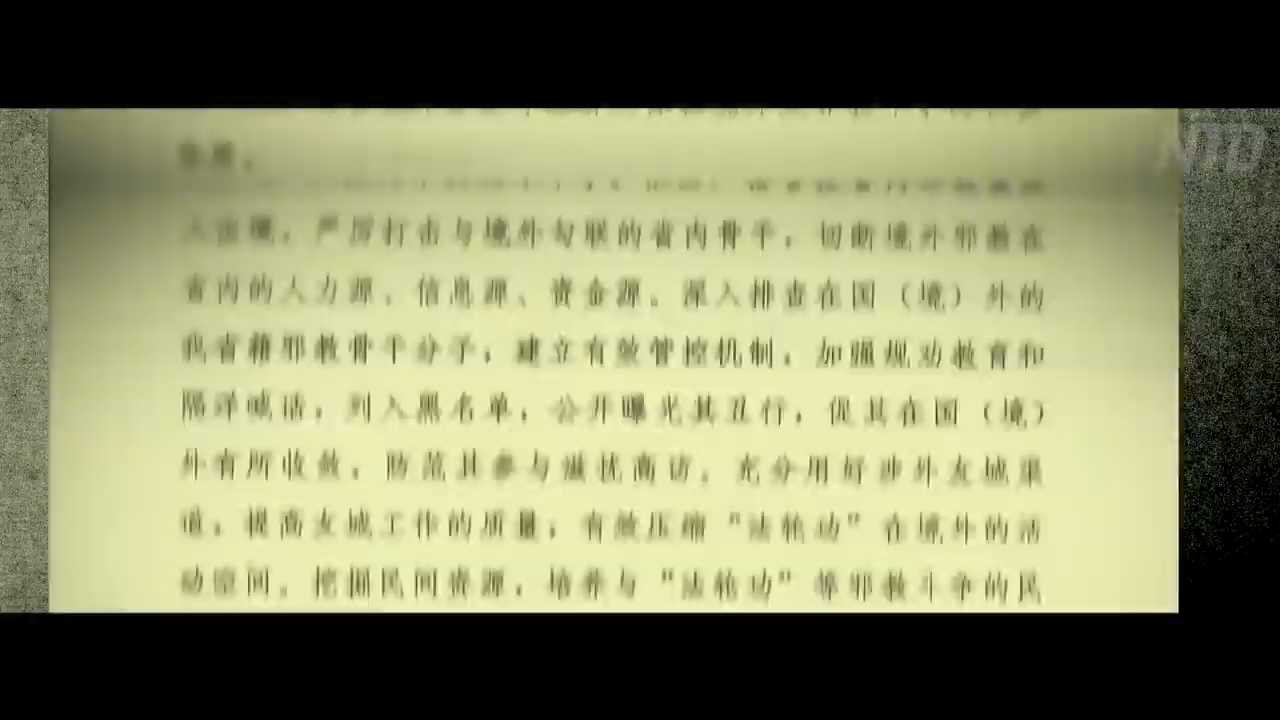 NTD
人出境，严厉打击与境外勾联的省内骨干，切断境外邪教在
省内的人力源、信息源、资金源。深入排查在国（境）外的
我省籍邪教骨干分子，建立有效管控机制，加强规劝教育和
隔洋喊话，列入黑名单，公开曝光其丑行，促其在国（境）
外有所收敛，防范其参与滋扰高访。充分用好涉外友城渠
道，提高友城工作的质量，有效压缩“法轮功”在境外的活
动空间。挖掘民间资源，培养与“法轮功”等邪教斗争的民